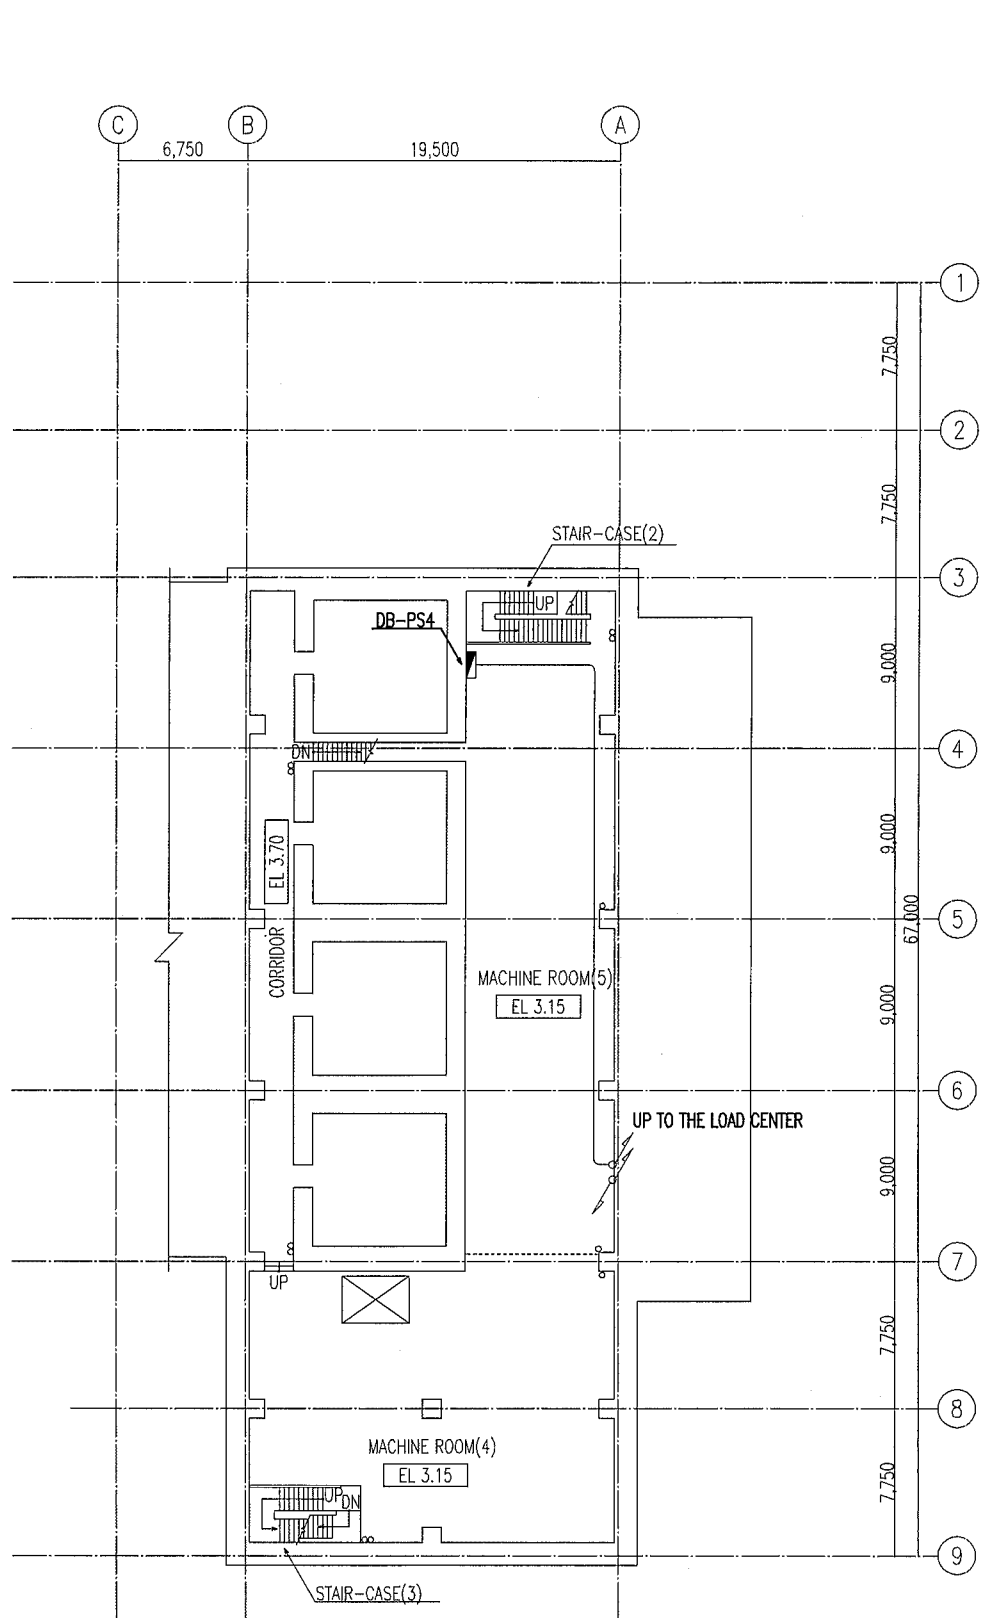 C
B
A
6,750
19,500
1
7,750
2
7,750
STAIR-CASE(2)
3
UP
DB-PS4
9,000
DN
4
EL 3.70
9,000
67,000
5
CORRIDOR
MACHINE ROOM(5)
EL 3.15
9,000
6
UP TO THE LOAD CENTER
9,000
7
UP
7,750
8
MACHINE ROOM(4)
EL 3.15
7,750
UP
DN
9
STAIR-CASE(3)